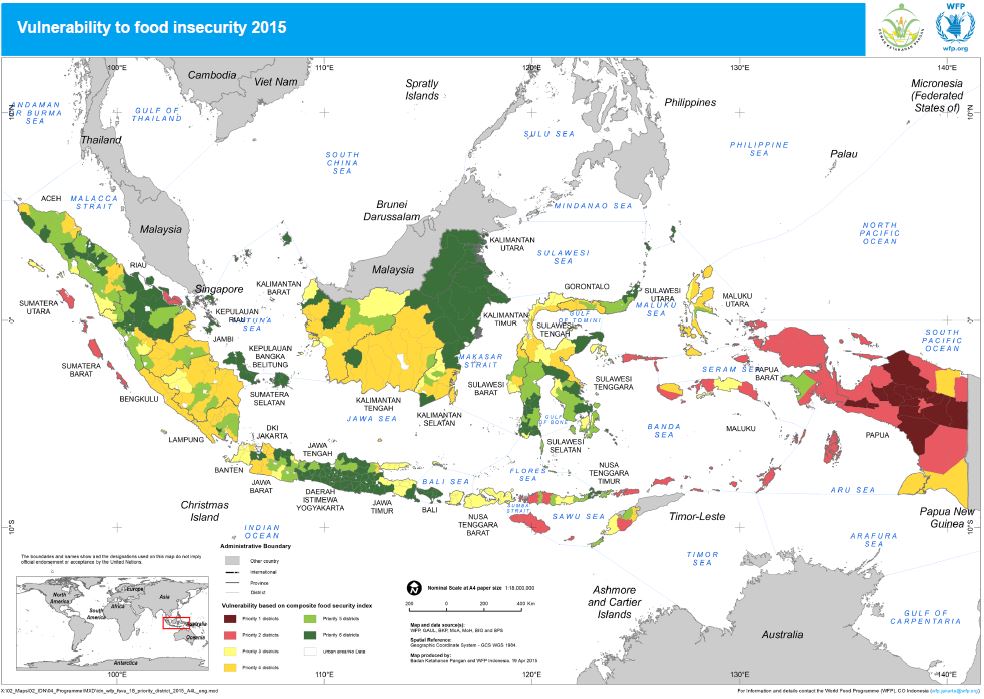 Vulnerability to food insecurity 2015
WFP
wfp.org
100°E
110°E
120°E
130°E
140°E
Cambodia
Viet Nam
Spratly
Islands
Philippines
Micronesia
(Federated
States of)
10°N
10°N
ANDAMAN
OR BURMA
SEA
GULF OF
THAILAND
Thailand
SULU SEA
PHILIPPINE
SEA
Palau
SOUTH
CHINA
SEA
ACEH
MALACCA
STRAIT
Brunei
Darussalam
MINDANAO SEA
Malaysia
NORTH
PACIFIC
OCEAN
KALIMANTAN
UTARA
SULAWESI
SEA
RIAU
Malaysia
Singapore
KALIMANTAN
BARAT
GORONTALO
SULAWESI
UTARA
MALUKU
UTARA
SUMATERA
UTARA
KEPULAUAN
RIAU
NATUNA
SEA
KALIMANTAN
TIMUR
GULF
OF TOMINI
MALUKU
SEA
SULAWESI
TENGAH
JAMBI
SOUTH
PACIFIC
OCEAN
KEPULAUAN
BANGKA
BELITUNG
MAKASAR
STRAIT
SUMATERA
BARAT
SERAM SEA
PAPUA
BARAT
SULAWESI
BARAT
SULAWESI
TENGGARA
BENGKULU
SUMATERA
SELATAN
KALIMANTAN
TENGAH
KALIMANTAN
SELATAN
JAWA SEA
GULF
OF BONE
BANDA
SEA
MALUKU
PAPUA
LAMPUNG
DKI
JAKARTA
JAWA
TENGAH
SULAWESI
SELATAN
BANTEN
JAWA
BARAT
DAERAH
ISTIMEWA
YOGYAKARTA
JAWA
TIMUR
BALI
BALI SEA
FLORES
SEA
NUSA
TENGGARA
TIMUR
ARU SEA
Christmas
Island
NUSA
TENGGARA
BARAT
SUMBA
STRAIT
SAWU SEA
Timor-Leste
Papua New
Guinea
10°S
10°S
INDIAN
OCEAN
ARAFURA
SEA
TIMOR
SEA
The boundaries and names show and the designations used on this map do not imply
official endorsement or acceptance by the United Nations.
Administrative Boundary
Other country
International
Province
District
Vulnerability based on composite food security index
Priority 1 districts
Priority 2 districts
Priority 3 districts
Priority 4 districts
Priority 5 districts
Priority 6 districts
North
America
South
America
Europe
Africa
Asia
Australia
Oceania
Antarctica
Nominal Scale at A4 paper size 1:18,000,000
200 0 200 400 Km
Map and data source(s):
WFP, GAUL, BKP, MoA, MoH, BIG and BPS
Spatial Reference:
Geographic Coordinate System - GCS WGS 1984.
Map produced by:
Badan Ketahanan Pangan and WFP Indonesia. 19 Apr 2015
Ashmore
and Cartier
Islands
Australia
GULF OF
CARPENTARIA
For Information and details contact the World Food Programme (WFP), CO Indonesia (wfp.jakarta@wfp.org)